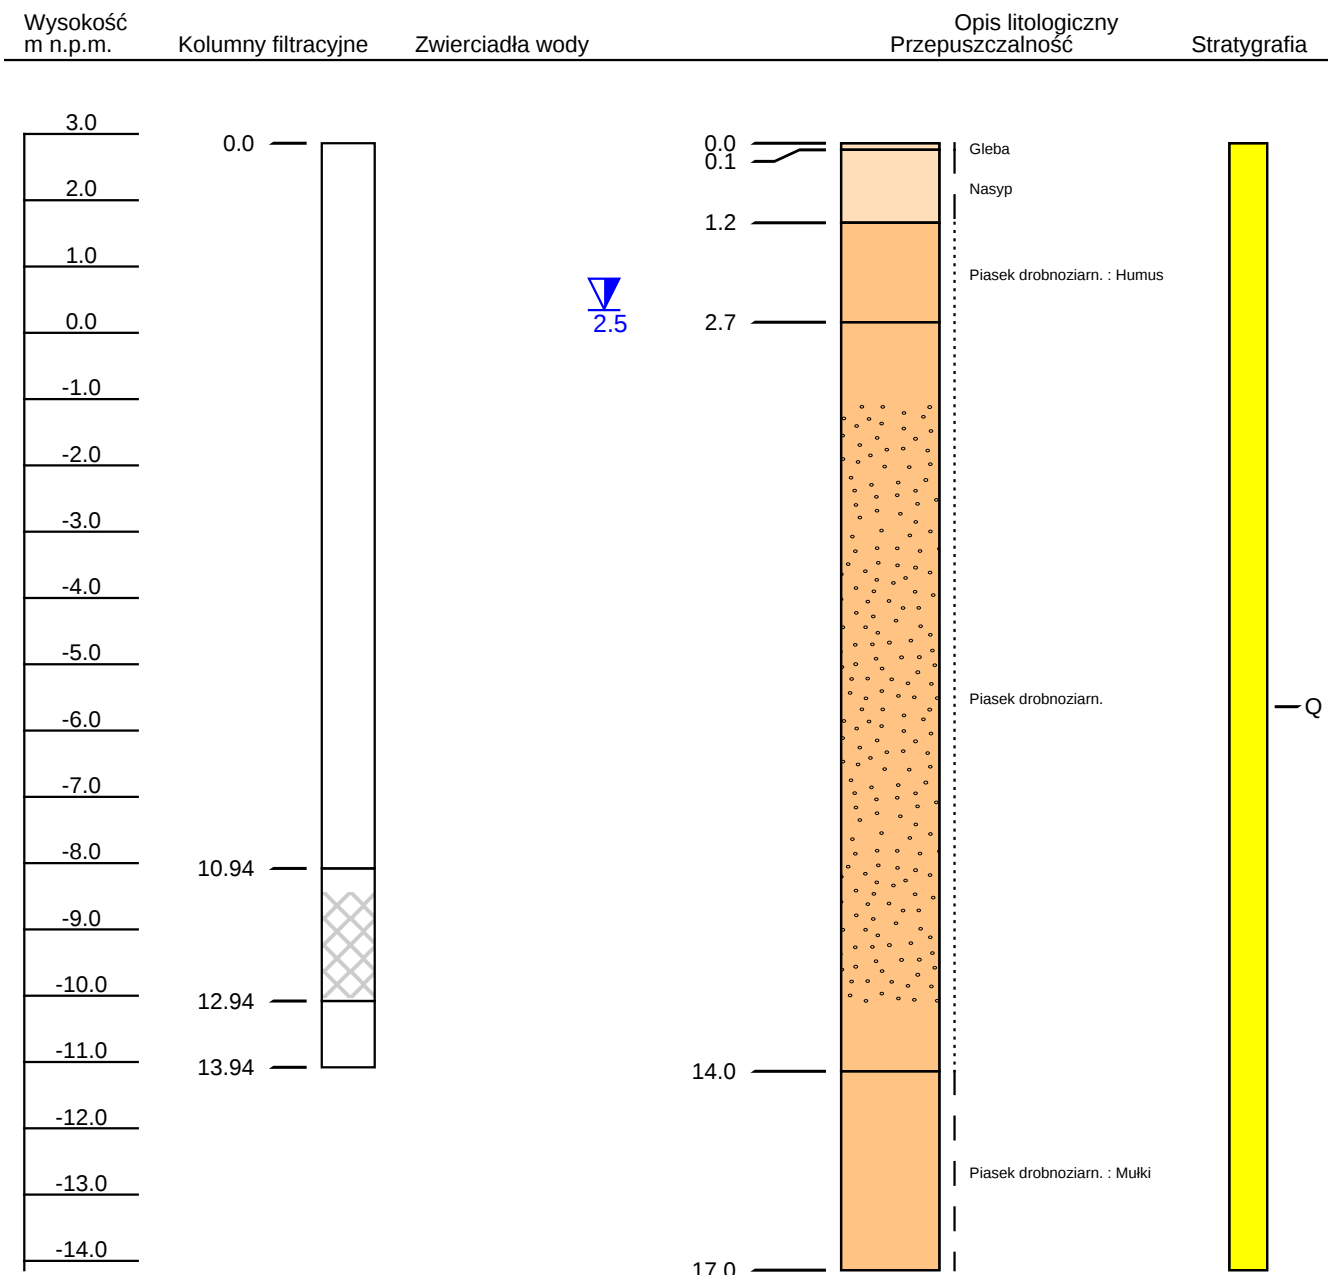 Wysokość
m n.p.m.
Kolumny filtracyjne
Zwierciadła wody
Opis litologiczny
Przepuszczalność
Stratygrafia
3.0
0.0
0.0
Gleba
0.1
2.0
Nasyp
1.2
1.0
Piasek drobnoziarn. : Humus
0.0
2.5
2.7
-1.0
-2.0
-3.0
-4.0
-5.0
Piasek drobnoziarn.
Q
-6.0
-7.0
-8.0
10.94
-9.0
-10.0
12.94
-11.0
13.94
14.0
-12.0
Piasek drobnoziarn. : Mułki
-13.0
-14.0
17.0